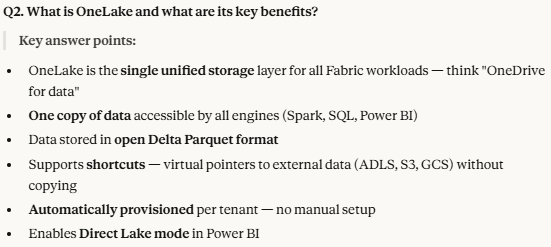 Q2. What is OneLake and what are its key benefits?
Key answer points:
• OneLake is the single unified storage layer for all Fabric workloads — think "OneDrive
for data"
• One copy of data accessible by all engines (Spark, SQL, Power BI)
• Data stored in open Delta Parquet format
• Supports shortcuts — virtual pointers to external data (ADLS, S3, GCS) without
copying
• Automatically provisioned per tenant — no manual setup
• Enables Direct Lake mode in Power BI